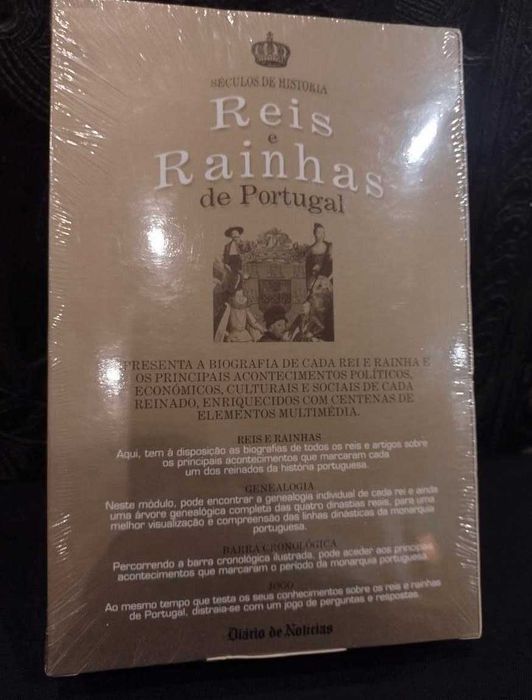 SÉCULOS DE HISTÓRIA
Reis
e
Rainhas
de Portugal
APRESENTA A BIOGRAFIA DE CADA REI E RAINHA E
OS PRINCIPAIS ACONTECIMENTOS POLÍTICOS,
ECONÓMICOS, CULTURAIS E SOCIAIS DE CADA
REINADO, ENRIQUECIDOS COM CENTENAS DE
ELEMENTOS MULTIMÉDIA.
REIS E RAINHAS
Aqui, tem à disposição as biografias de todos os reis e artigos sobre
os principais acontecimentos que marcaram cada
um dos reinados da história portuguesa.
GENEALOGIA
Neste módulo, pode encontrar a genealogia individual de cada rei e ainda
uma árvore genealógica completa das quatro dinastias reais, para uma
melhor visualização e compreensão das linhas dinásticas da monarquia
portuguesa.
BARRA CRONOLÓGICA
Percorrendo a barra cronológica ilustrada, pode aceder aos principais
acontecimentos que marcaram o período da monarquia portuguesa.
JOGO
Ao mesmo tempo que testa os seus conhecimentos sobre os reis e rainhas
de Portugal, distraia-se com um jogo de perguntas e respostas.
Diário de Notícias